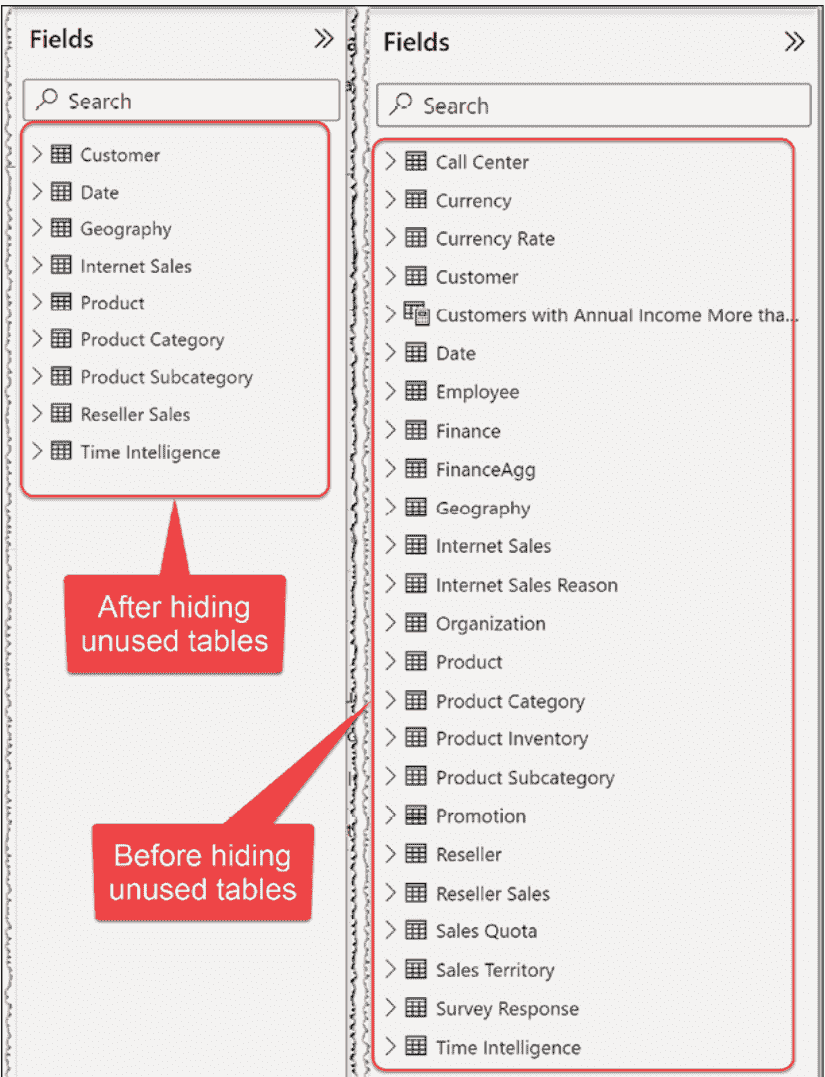 Fields
Search
Customer
Date
Geography
Internet Sales
Product
Product Category
Product Subcategory
Reseller Sales
Time Intelligence
After hiding
unused tables
Before hiding
unused tables
Fields
Search
Call Center
Currency
Currency Rate
Customer
Customers with Annual Income More tha...
Date
Employee
Finance
FinanceAgg
Geography
Internet Sales
Internet Sales Reason
Organization
Product
Product Category
Product Inventory
Product Subcategory
Promotion
Reseller
Reseller Sales
Sales Quota
Sales Territory
Survey Response
Time Intelligence